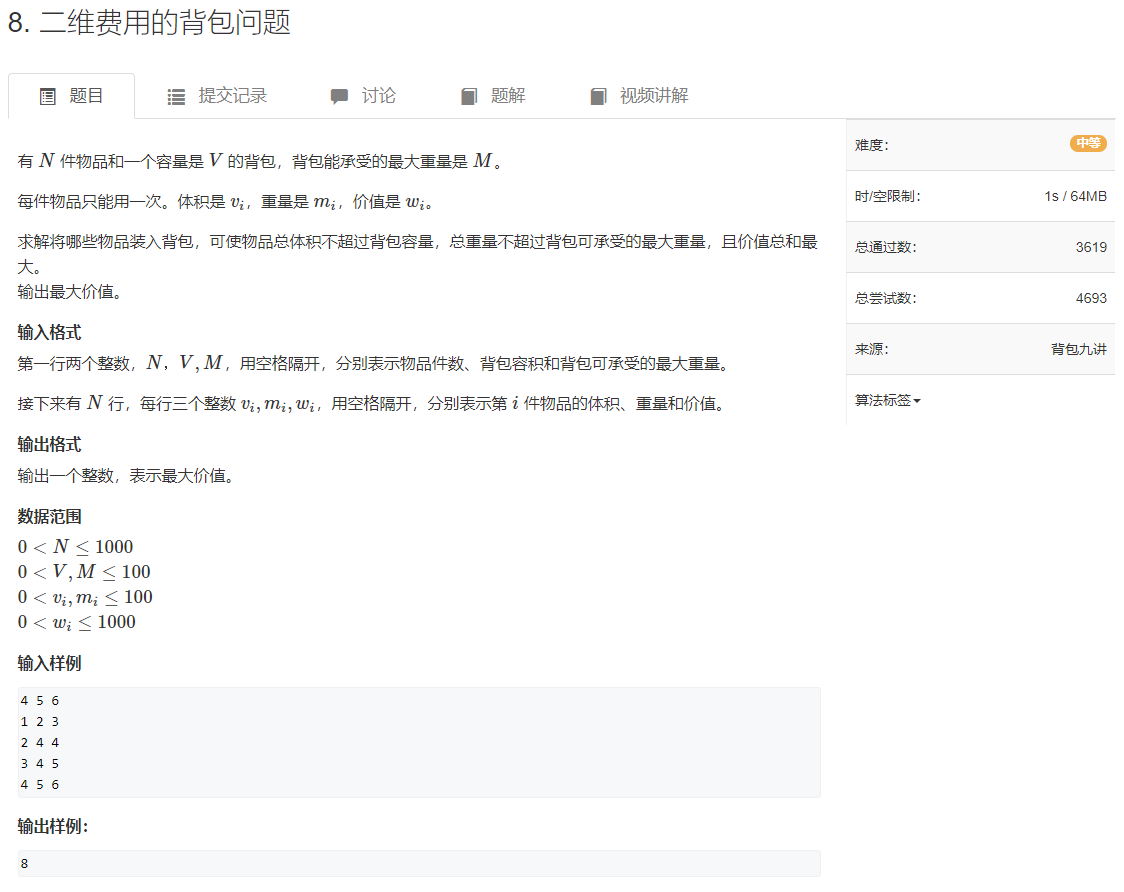 8. 二维费用的背包问题
题目 提交记录 讨论 题解 视频讲解
有 N 件物品和一个容量是 V 的背包，背包能承受的最大重量是 M。
每件物品只能用一次。体积是 vᵢ，重量是 mᵢ，价值是 wᵢ。
求解将哪些物品装入背包，可使物品总体积不超过背包容量，总重量不超过背包可承受的最大重量，且价值总和最
大。
输出最大价值。
输入格式
第一行两个整数，N，V, M，用空格隔开，分别表示物品件数、背包容积和背包可承受的最大重量。
接下来有 N 行，每行三个整数 vᵢ, mᵢ, wᵢ，用空格隔开，分别表示第 i 件物品的体积、重量和价值。
输出格式
输出一个整数，表示最大价值。
数据范围
0 < N ≤ 1000
0 < V, M ≤ 100
0 < vᵢ, mᵢ ≤ 100
0 < wᵢ ≤ 1000
输入样例
4 5 6
1 2 3
2 4 4
3 4 5
4 5 6
输出样例：
8
难度： 中等
时/空限制： 1s / 64MB
总通过数： 3619
总尝试数： 4693
来源： 背包九讲
算法标签